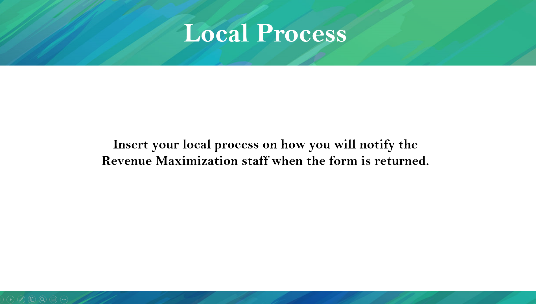 Local Process
Insert your local process on how you will notify the
Revenue Maximization staff when the form is returned.